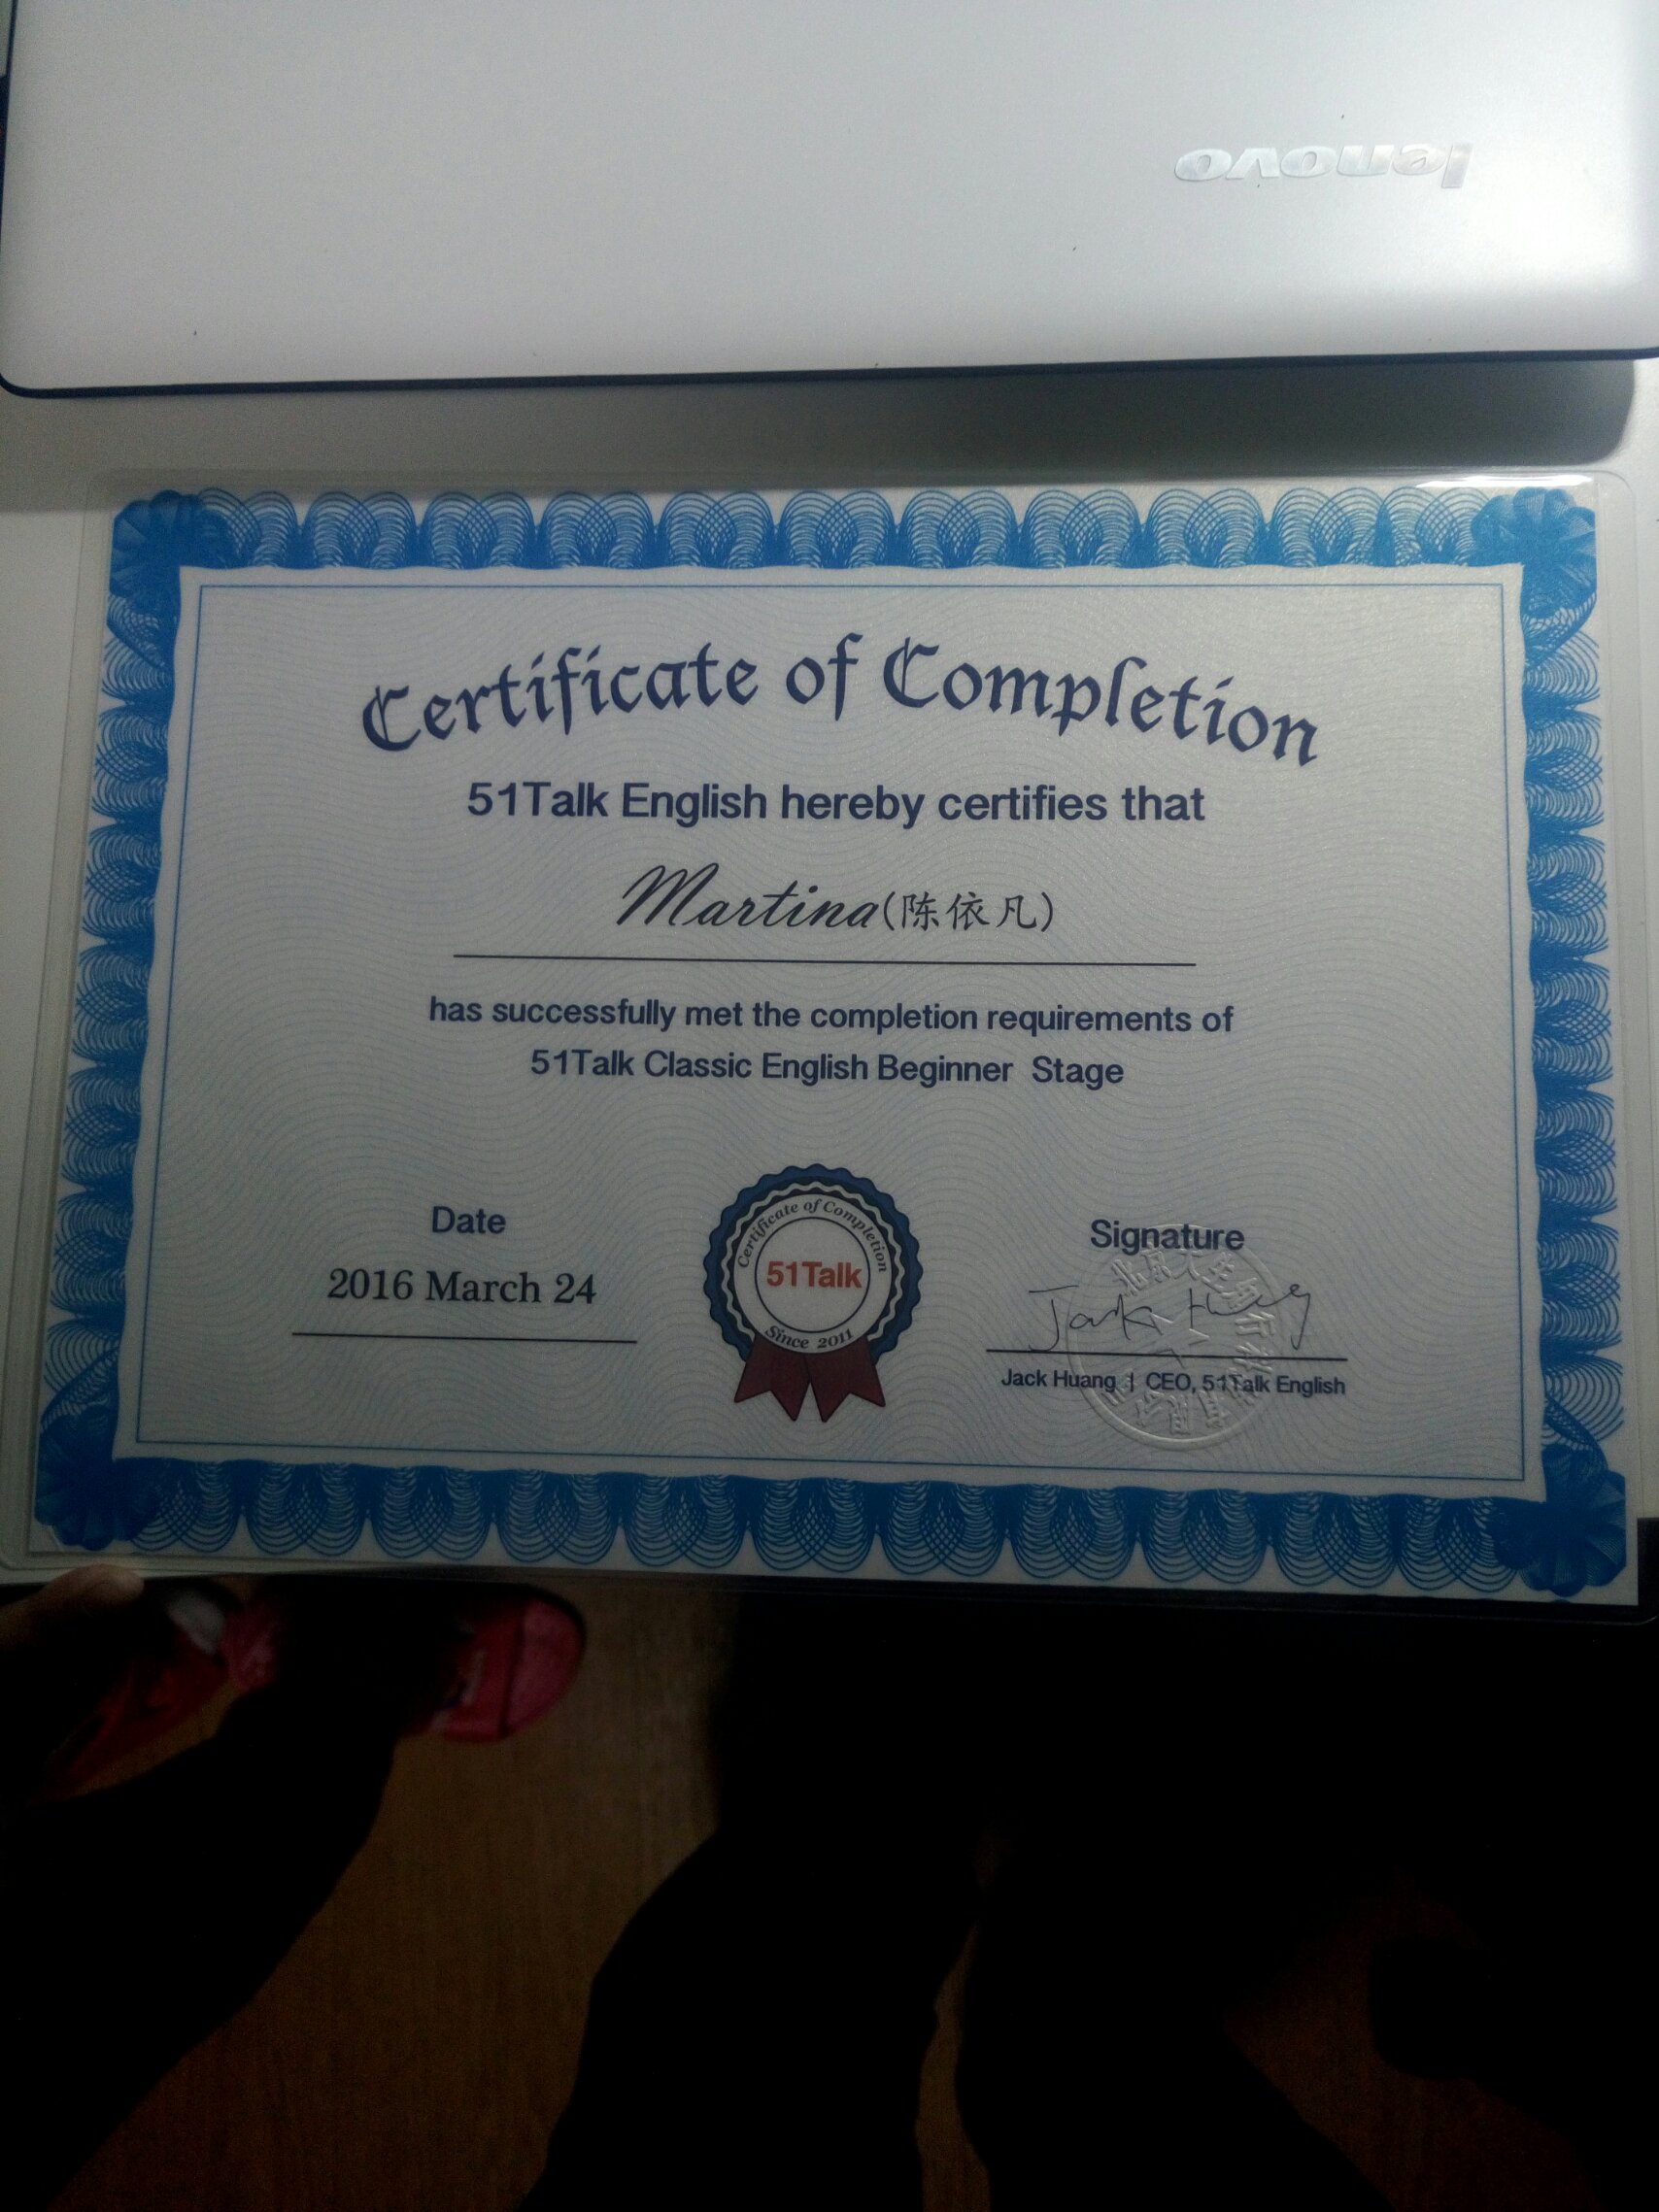 lenovo
Certificate of Completion
51Talk English hereby certifies that
Martina(陈依凡)
has successfully met the completion requirements of
51Talk Classic English Beginner Stage
Date
2016 March 24
Certificate of Completion
51Talk
Since 2011
Signature
Jack Huang
Jack Huang | CEO, 51Talk English